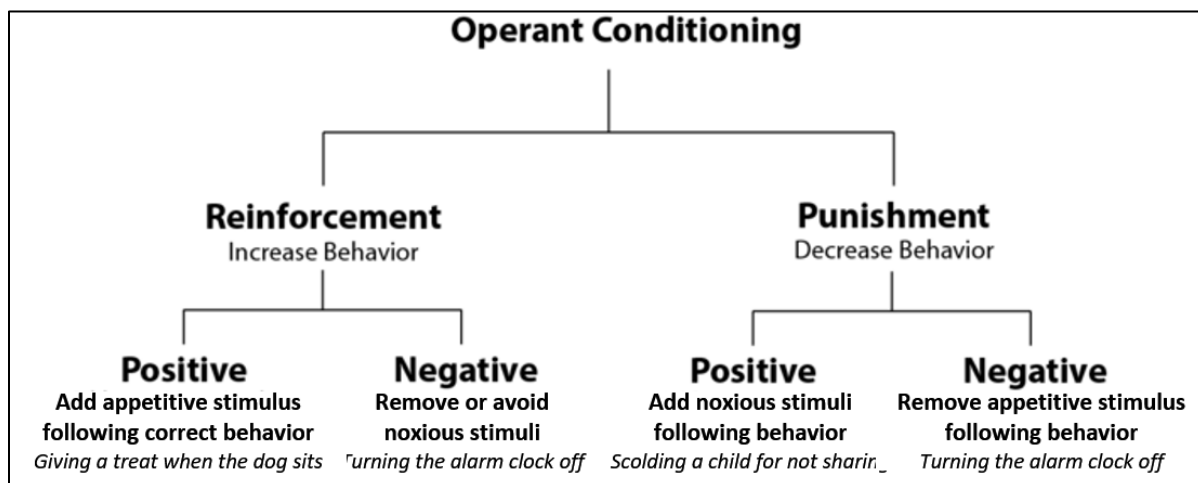 Operant Conditioning
Reinforcement
Increase Behavior
Punishment
Decrease Behavior
Positive
Add appetitive stimulus
following correct behavior
Giving a treat when the dog sits
Negative
Remove or avoid
noxious stimuli
Turning the alarm clock off
Positive
Add noxious stimuli
following behavior
Scolding a child for not sharing
Negative
Remove appetitive stimulus
following behavior
Turning the alarm clock off